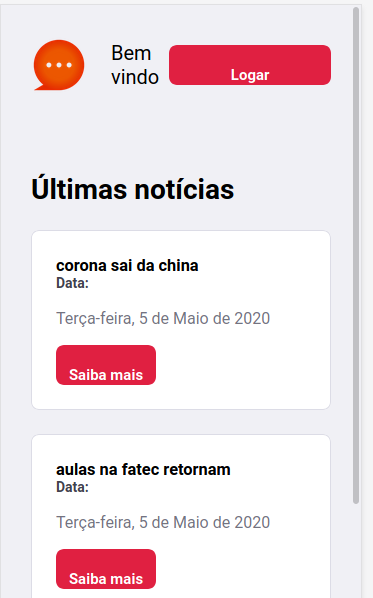 Bem
vindo
Logar
Últimas notícias
corona sai da china
Data:
Terça-feira, 5 de Maio de 2020
Saiba mais
aulas na fatec retornam
Data:
Terça-feira, 5 de Maio de 2020
Saiba mais